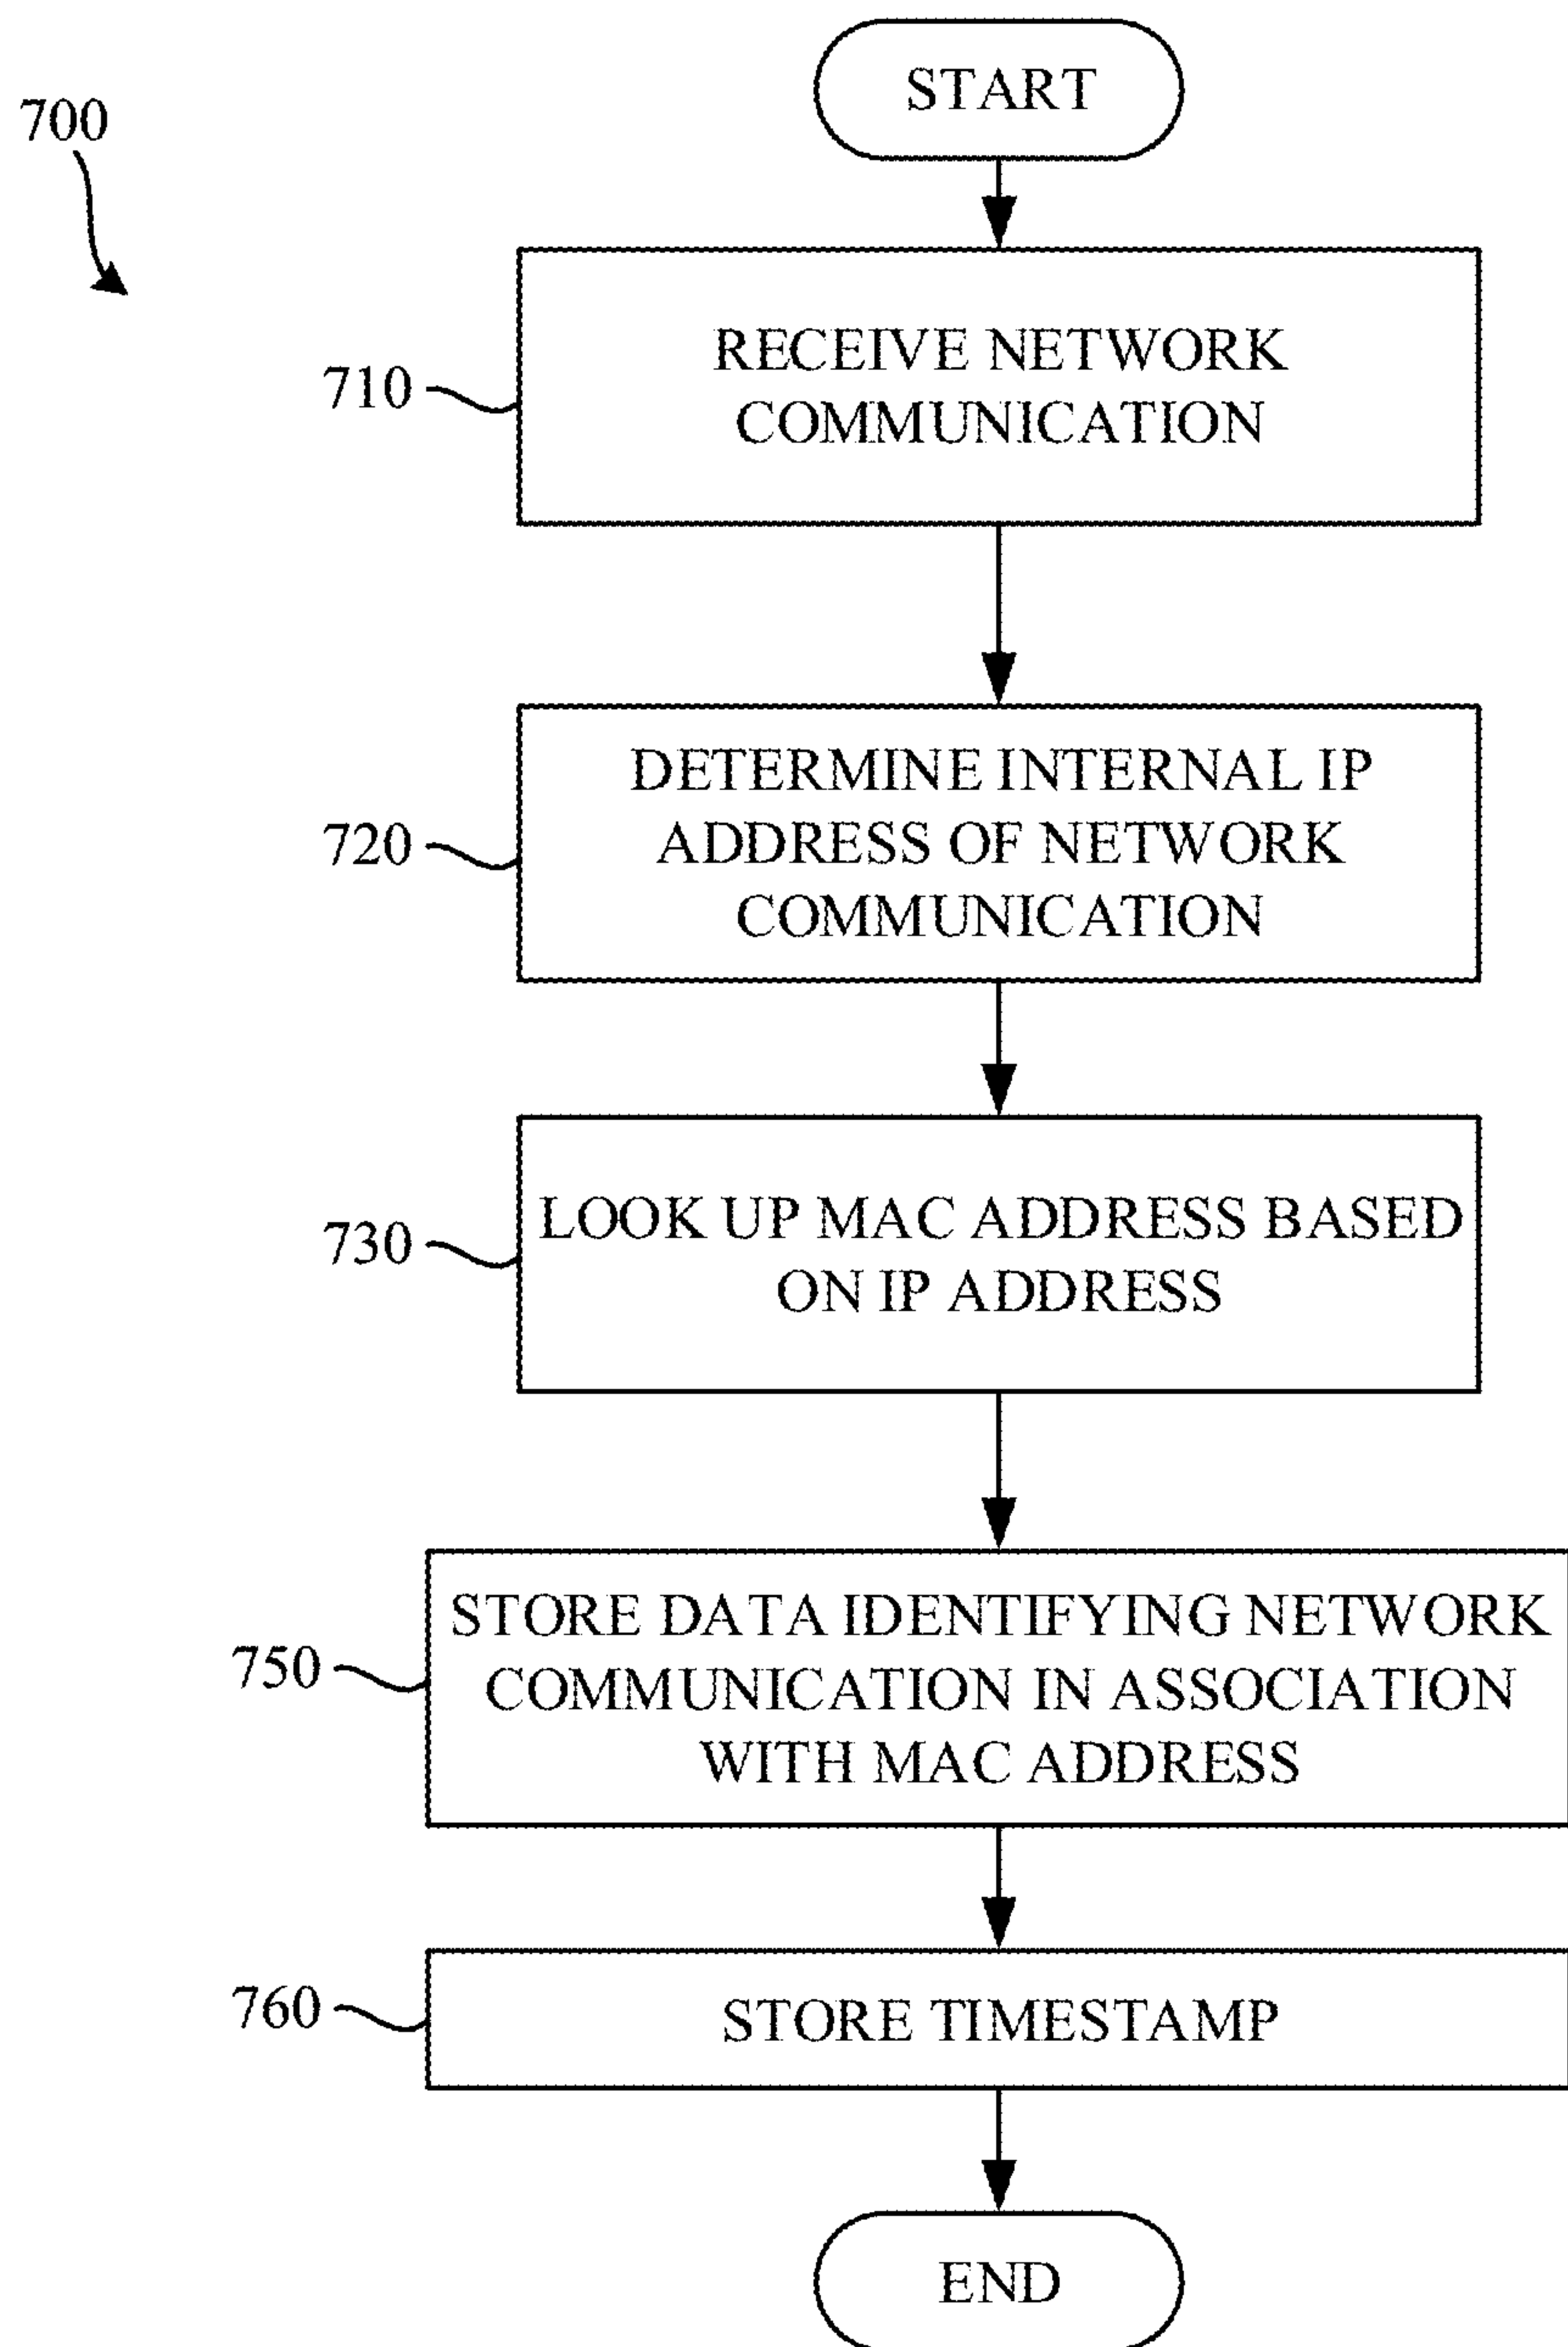 START
700
RECEIVE NETWORK
COMMUNICATION
710
DETERMINE INTERNAL IP
ADDRESS OF NETWORK
COMMUNICATION
720
LOOK UP MAC ADDRESS BASED
ON IP ADDRESS
730
STORE DATA IDENTIFYING NETWORK
COMMUNICATION IN ASSOCIATION
WITH MAC ADDRESS
750
STORE TIMESTAMP
760
END